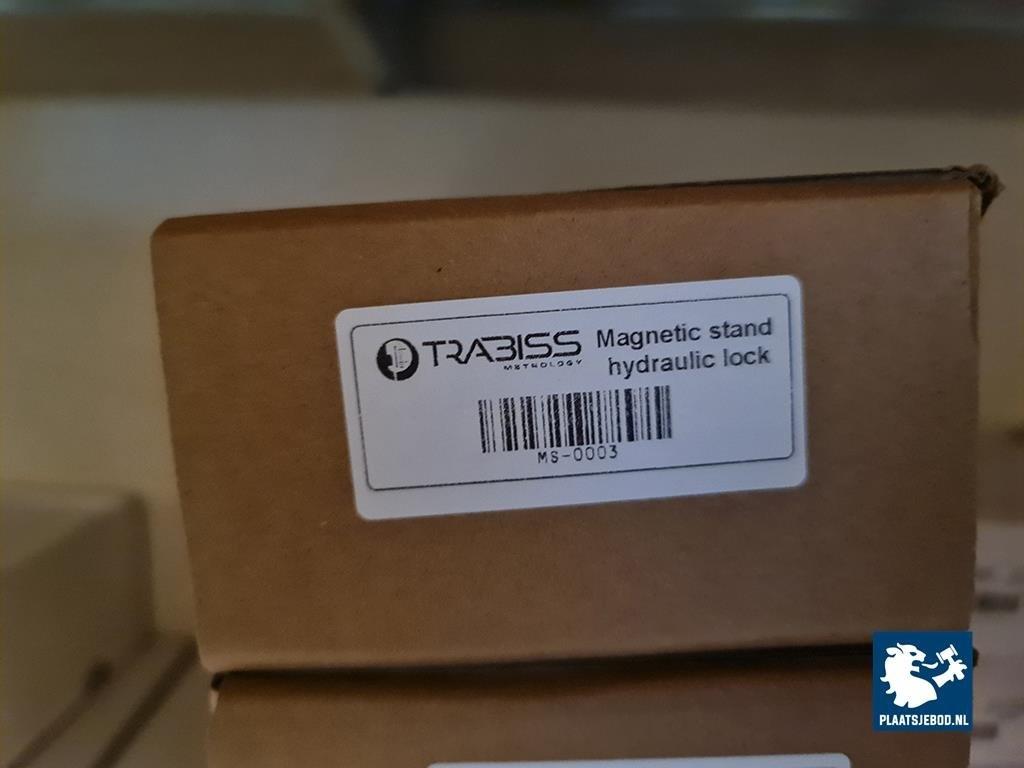 TRABISS
METROLOGY
Magnetic stand
hydraulic lock
MS-0003
PLAATSJEBOD.NL